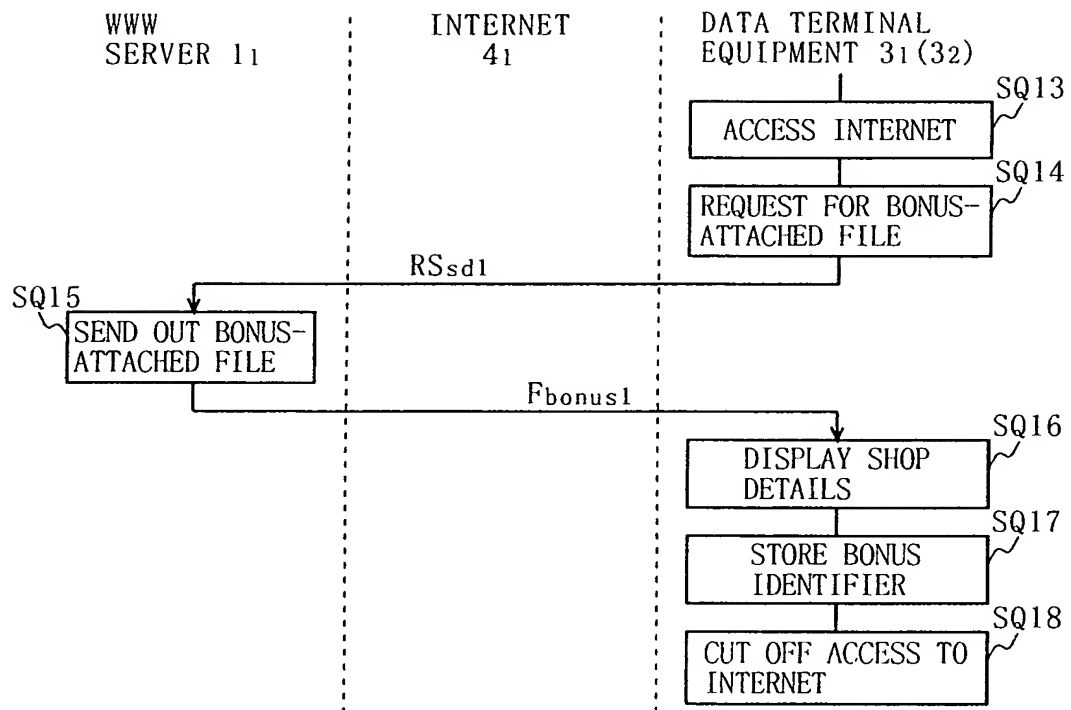 WWW
SERVER 11
INTERNET
41
DATA TERMINAL
EQUIPMENT 31(32)
SQ13
ACCESS INTERNET
SQ14
REQUEST FOR BONUS-
ATTACHED FILE
RSsd1
SQ15
SEND OUT BONUS-
ATTACHED FILE
Fbonus1
SQ16
DISPLAY SHOP
DETAILS
SQ17
STORE BONUS
IDENTIFIER
SQ18
CUT OFF ACCESS TO
INTERNET